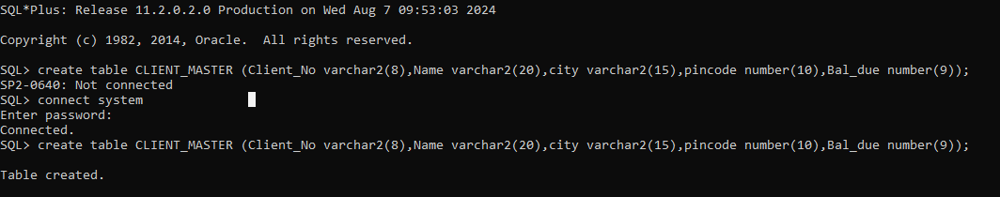 SQL*Plus: Release 11.2.0.2.0 Production on Wed Aug 7 09:53:03 2024
Copyright (c) 1982, 2014, Oracle.  All rights reserved.
SQL> create table CLIENT_MASTER (Client_No varchar2(8),Name varchar2(20),city varchar2(15),pincode number(10),Bal_due number(9));
SP2-0640: Not connected
SQL> connect system
Enter password:
Connected.
SQL> create table CLIENT_MASTER (Client_No varchar2(8),Name varchar2(20),city varchar2(15),pincode number(10),Bal_due number(9));
Table created.